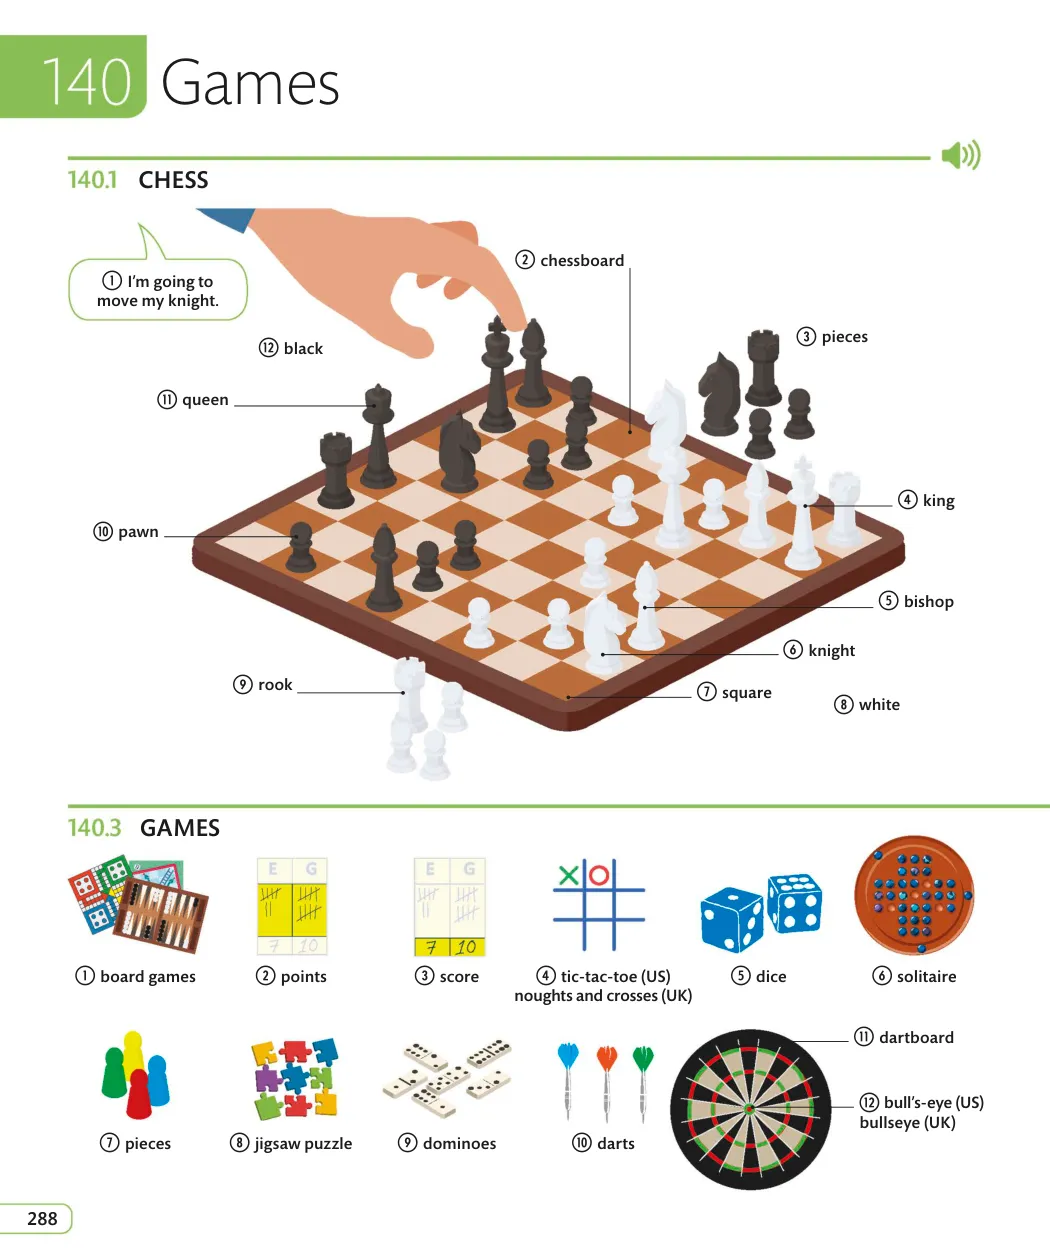 140 Games
140.1 CHESS
① I'm going to
move my knight.
② chessboard
③ pieces
④ king
⑤ bishop
⑥ knight
⑦ square
⑧ white
⑨ rook
⑩ pawn
⑪ queen
⑫ black
140.3 GAMES
① board games
E G
7 10
② points
E G
7 10
③ score
④ tic-tac-toe (US)
noughts and crosses (UK)
⑤ dice
⑥ solitaire
⑦ pieces
⑧ jigsaw puzzle
⑨ dominoes
⑩ darts
⑪ dartboard
⑫ bull's-eye (US)
bullseye (UK)
288